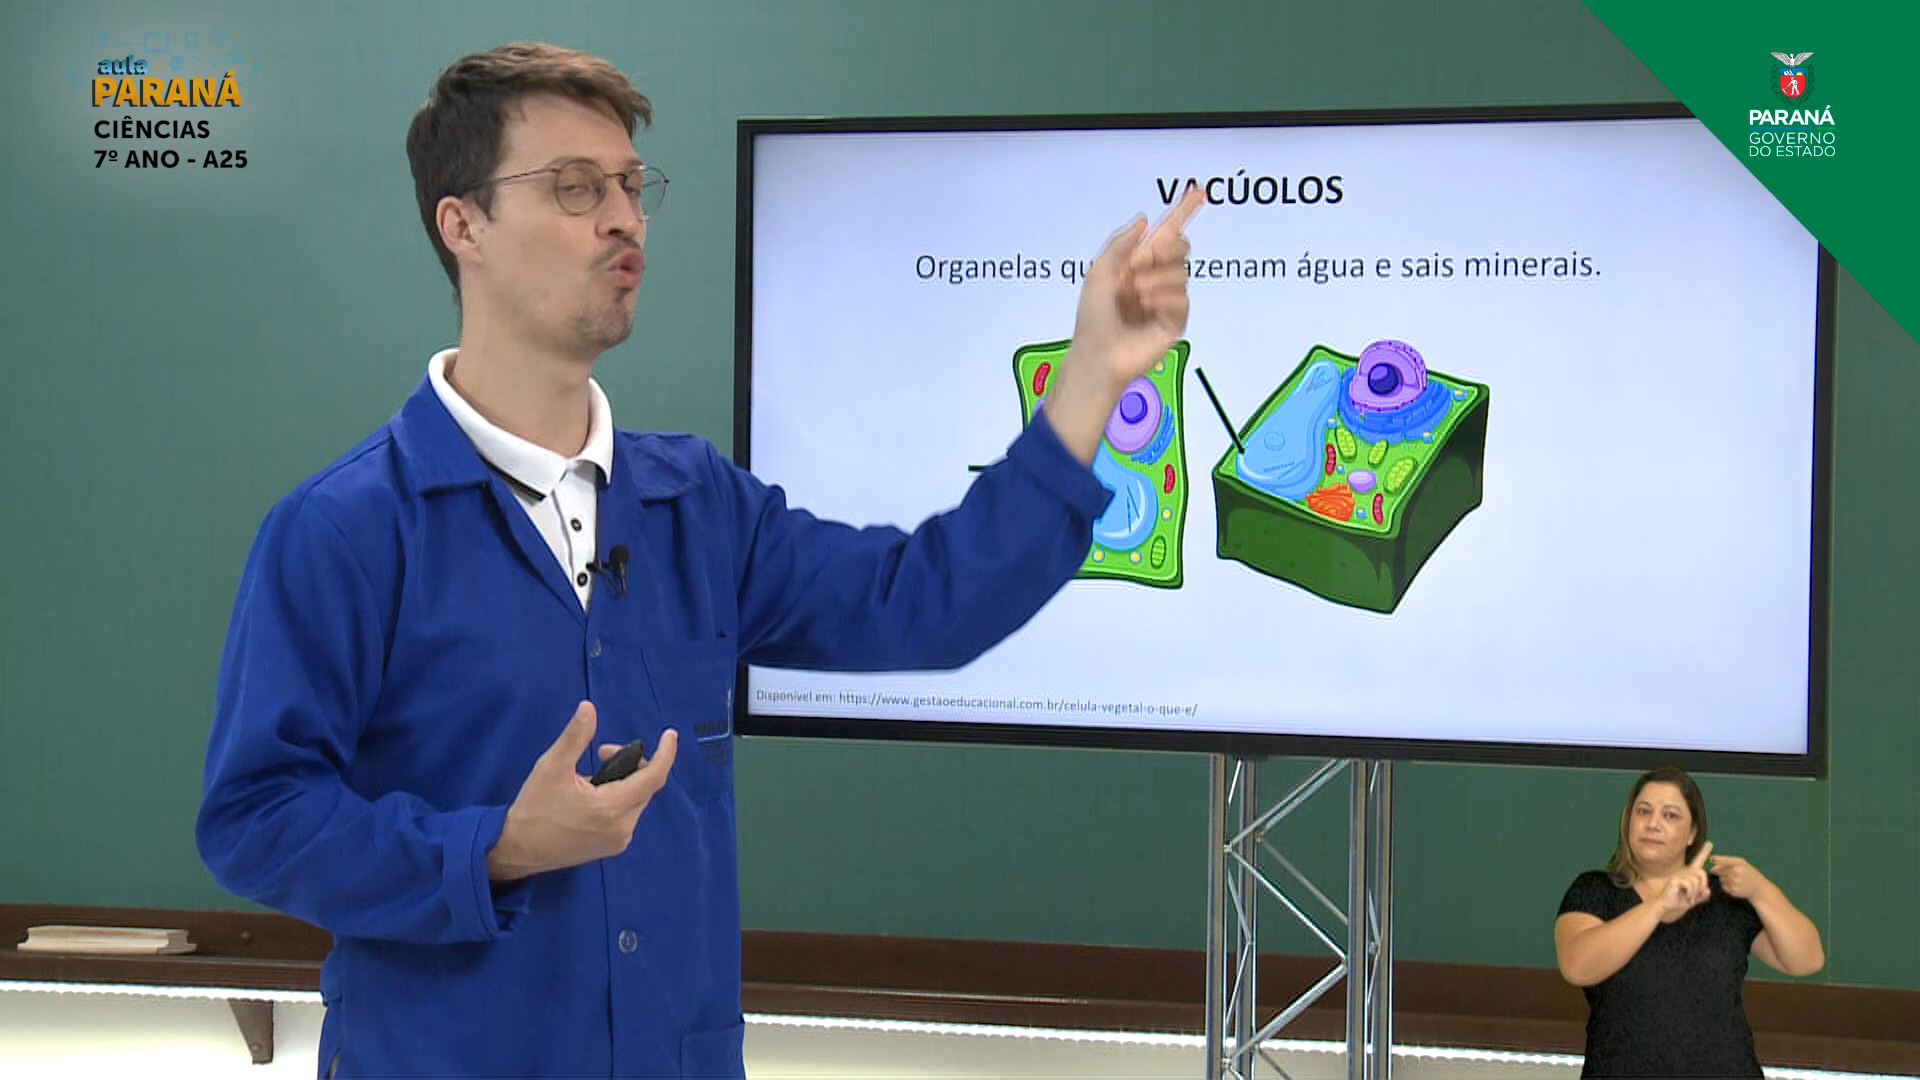 aula
PARANÁ
CIÊNCIAS
7º ANO - A25
PARANÁ
GOVERNO
DO ESTADO
VACÚOLOS
Organelas azenam água e sais minerais.
Disponível em: https://www.gestaoeducacional.com.br/celula-vegetal-o-que-e/